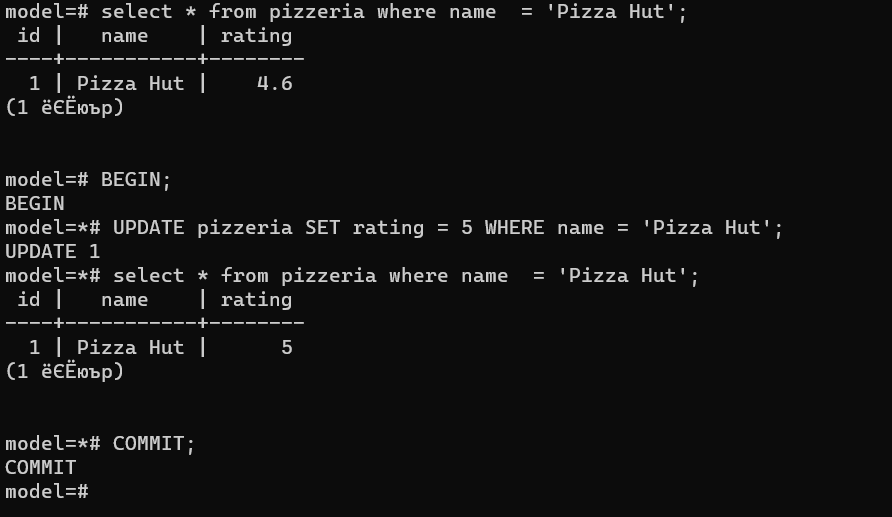 model=# select * from pizzeria where name  = 'Pizza Hut';
 id |   name    | rating
----+-----------+--------
  1 | Pizza Hut |    4.6
(1 ёЄЁюър)
model=# BEGIN;
BEGIN
model=*# UPDATE pizzeria SET rating = 5 WHERE name = 'Pizza Hut';
UPDATE 1
model=*# select * from pizzeria where name  = 'Pizza Hut';
 id |   name    | rating
----+-----------+--------
  1 | Pizza Hut |      5
(1 ёЄЁюър)
model=*# COMMIT;
COMMIT
model=#